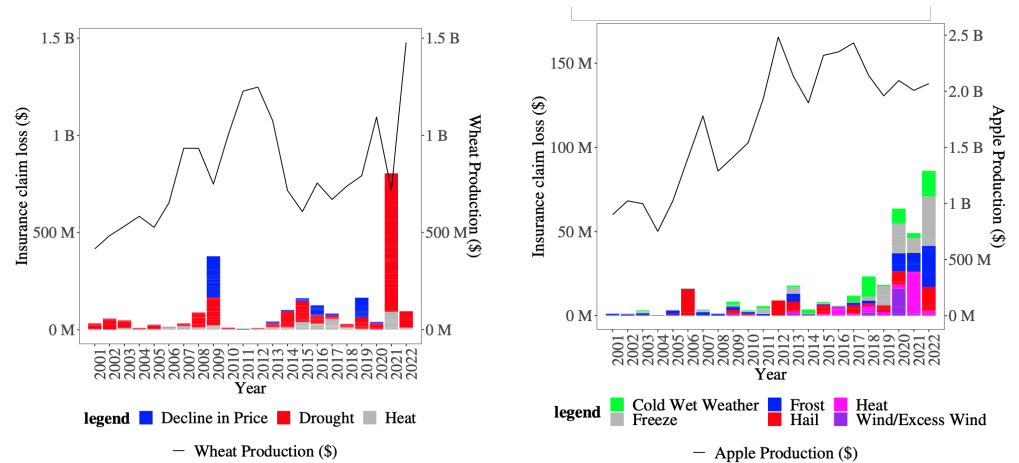 1.5 B
1 B
500 M
0 M
Insurance claim loss ($)
1.5 B
1 B
500 M
0 M
Wheat Production ($)
2001
2002
2003
2004
2005
2006
2007
2008
2009
2010
2011
2012
2013
2014
2015
2016
2017
2018
2019
2020
2021
2022
Year
legend Decline in Price Drought Heat
Wheat Production ($)
150 M
100 M
50 M
0 M
Insurance claim loss ($)
2.5 B
2.0 B
1.5 B
1 B
500 M
0 M
Apple Production ($)
2001
2002
2003
2004
2005
2006
2007
2008
2009
2010
2011
2012
2013
2014
2015
2016
2017
2018
2019
2020
2021
2022
Year
legend
Cold Wet Weather Frost Heat
Freeze Hail Wind/Excess Wind
Apple Production ($)